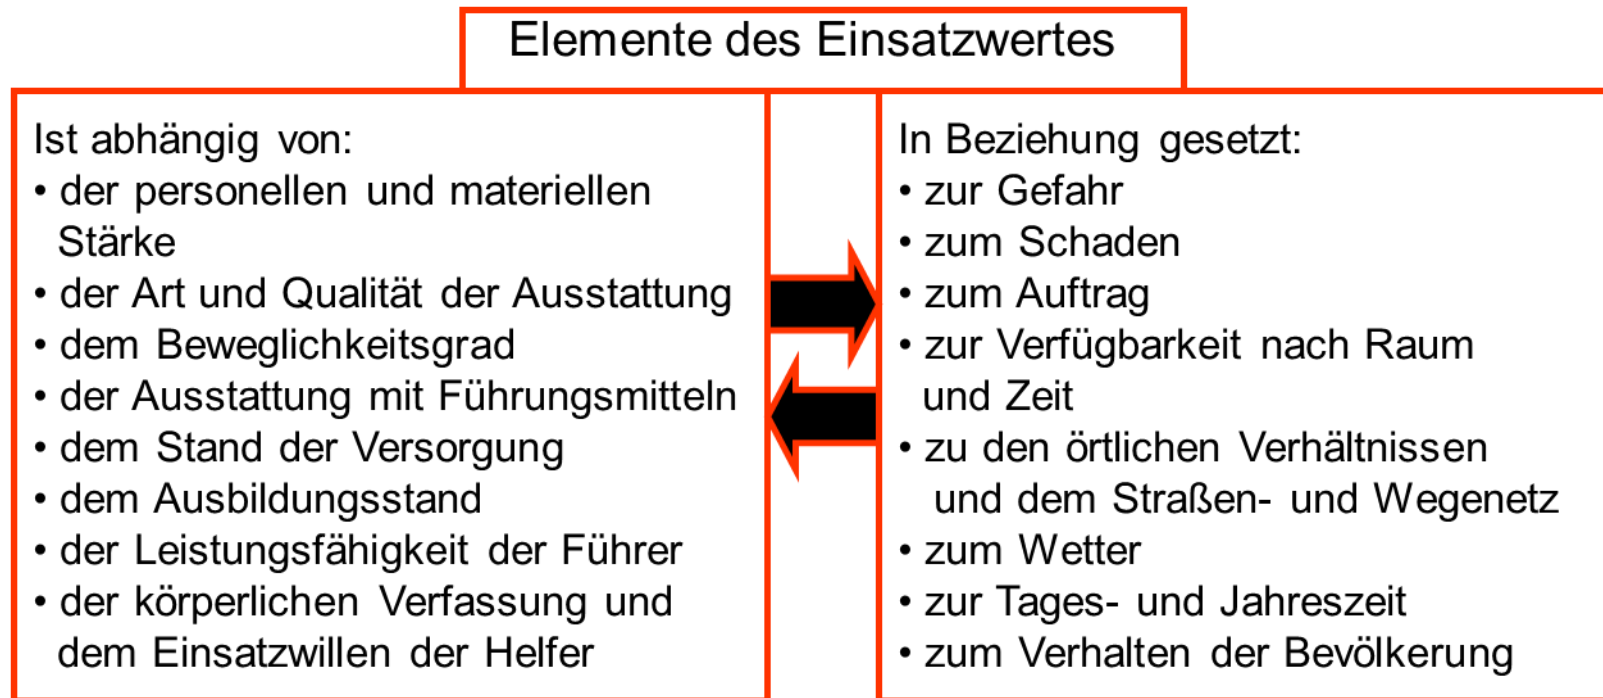 Elemente des Einsatzwertes
Ist abhängig von:
• der personellen und materiellen
Stärke
• der Art und Qualität der Ausstattung
• dem Beweglichkeitsgrad
• der Ausstattung mit Führungsmitteln
• dem Stand der Versorgung
• dem Ausbildungsstand
• der Leistungsfähigkeit der Führer
• der körperlichen Verfassung und
dem Einsatzwillen der Helfer
In Beziehung gesetzt:
• zur Gefahr
• zum Schaden
• zum Auftrag
• zur Verfügbarkeit nach Raum
und Zeit
• zu den örtlichen Verhältnissen
und dem Straßen- und Wegenetz
• zum Wetter
• zur Tages- und Jahreszeit
• zum Verhalten der Bevölkerung